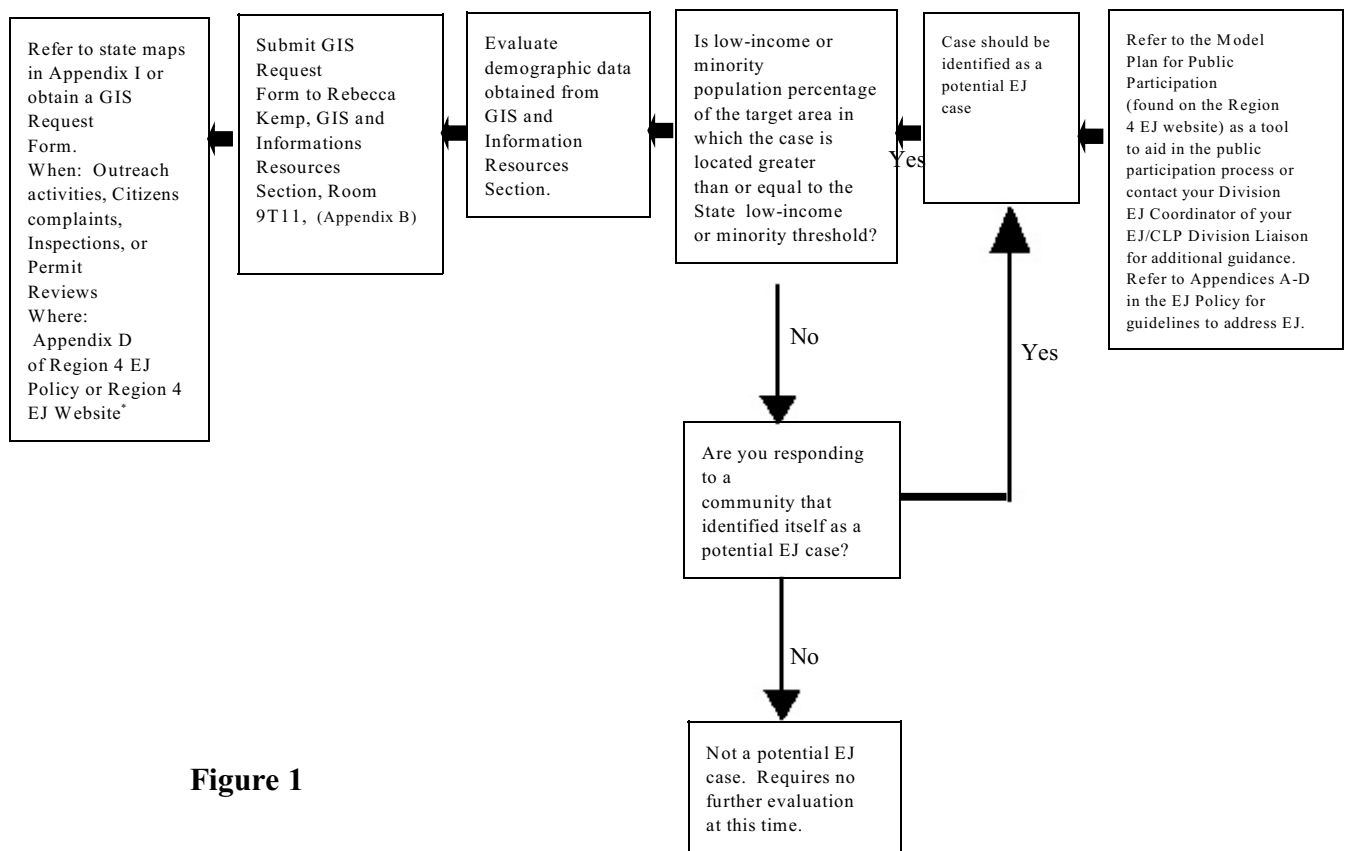 Refer to state maps
in Appendix I or
obtain a GIS
Request
Form.
When: Outreach
activities, Citizens
complaints,
Inspections, or
Permit
Reviews
Where:
Appendix D
of Region 4 EJ
Policy or Region 4
EJ Website*
Submit GIS
Request
Form to Rebecca
Kemp, GIS and
Informations
Resources
Section, Room
9T11, (Appendix B)
Evaluate
demographic data
obtained from
GIS and
Information
Resources
Section.
Is low-income or
minority
population percentage
of the target area in
which the case is
located greater
than or equal to the
State low-income
or minority threshold?
Yes
Case should be
identified as a
potential EJ
case
Refer to the Model
Plan for Public
Participation
(found on the Region
4 EJ website) as a tool
to aid in the public
participation process or
contact your Division
EJ Coordinator of your
EJ/CLP Division Liaison
for additional guidance.
Refer to Appendices A-D
in the EJ Policy for
guidelines to address EJ.
No
Yes
Are you responding
to a
community that
identified itself as a
potential EJ case?
No
Not a potential EJ
case. Requires no
further evaluation
at this time.
Figure 1